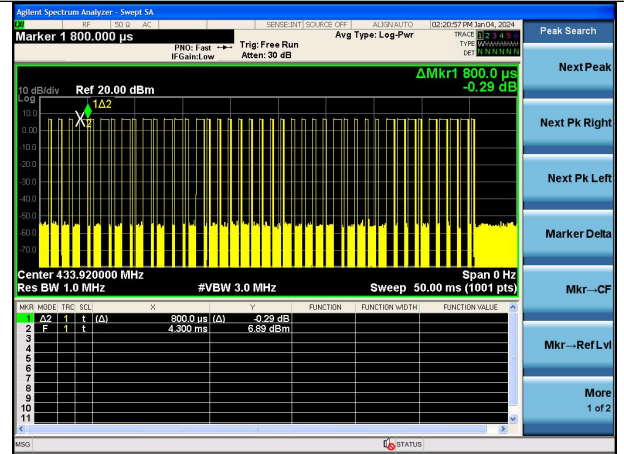 Agilent Spectrum Analyzer - Swept SA
RF 50 Ω AC SENSE:INT SOURCE OFF ALIGN AUTO 02:20:57 PM Jan 04, 2024
Marker 1 800.000 µs Avg Type: Log-Pwr TRACE 1 2 3 4 5 6
PNO: Fast Trig: Free Run TYPE
IFGain:Low Atten: 30 dB DET N N N N N N
Peak Search
ΔMkr1 800.0 µs
-0.29 dB
10 dB/div Ref 20.00 dBm
Log
1Δ2
10.0
2
0.00
-10.0
-20.0
-30.0
-40.0
-50.0
-60.0
-70.0
Center 433.920000 MHz Span 0 Hz
Res BW 1.0 MHz #VBW 3.0 MHz Sweep 50.00 ms (1001 pts)
MKR MODE TRC SCL X Y FUNCTION FUNCTION WIDTH FUNCTION VALUE
1 Δ2 1 t (Δ) 800.0 µs (Δ) -0.29 dB
2 F 1 t 4.300 ms 6.89 dBm
3
4
5
6
7
8
9
10
11
Next Peak
Next Pk Right
Next Pk Left
Marker Delta
Mkr→CF
Mkr→Ref Lvl
More
1 of 2
MSG STATUS